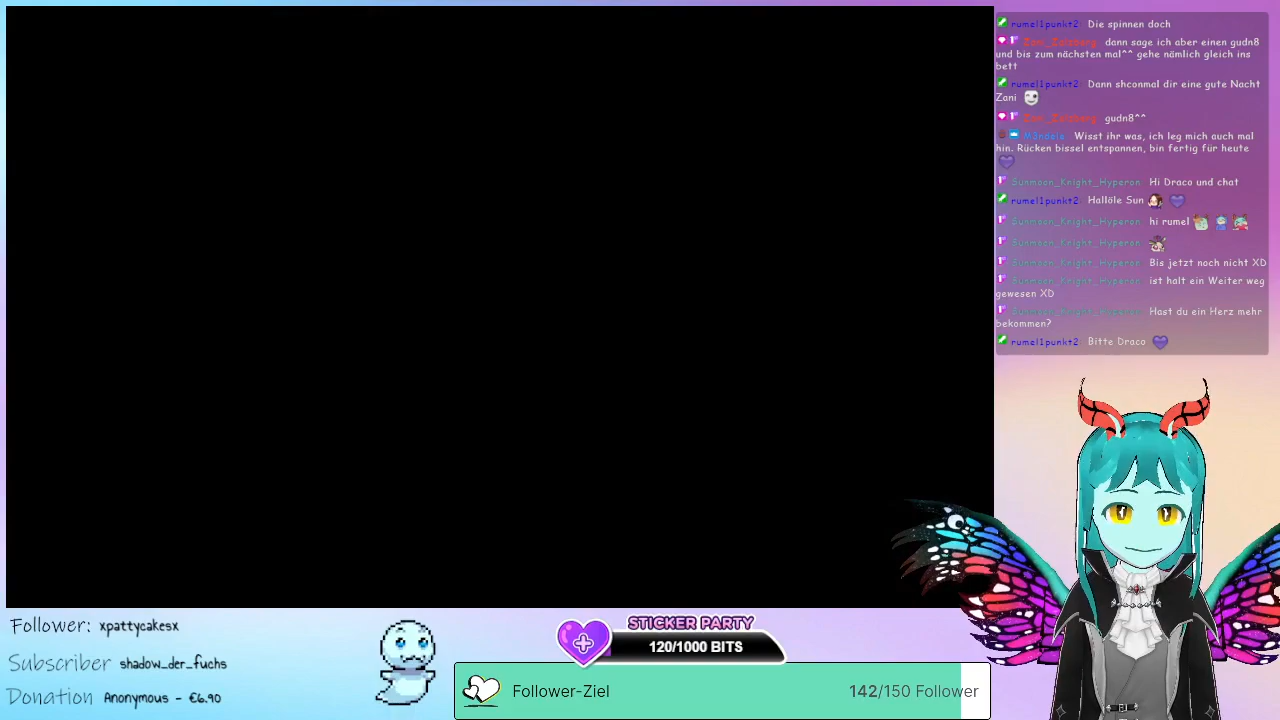 rumel1punkt2: Die spinnen doch
Zani_Zalaberg: dann sage ich aber einen gudn8
und bis zum nächsten mal^^ gehe nämlich gleich ins
bett
rumel1punkt2: Dann shconmal dir eine gute Nacht
Zani
gudn8^^
M3ndolo: Wisst ihr was, ich leg mich auch mal
hin. Rücken bissel entspannen, bin fertig für heute
Sunmoon_Knight_Hyperon: Hi Draco und chat
rumel1punkt2: Hallöle Sun
Sunmoon_Knight_Hyperon: hi rumel
Sunmoon_Knight_Hyperon:
Sunmoon_Knight_Hyperon: Bis jetzt noch nicht XD
Sunmoon_Knight_Hyperon: ist halt ein Weiter weg
gewesen XD
Sunmoon_Knight_Hyperon: Hast du ein Herz mehr
bekommen?
rumel1punkt2: Bitte Draco
Follower: xpattycakesx
Subscriber shadow_der_fuchs
Donation Anonymous - €6.90
STICKER PARTY
120/1000 BITS
Follower-Ziel
142/150 Follower